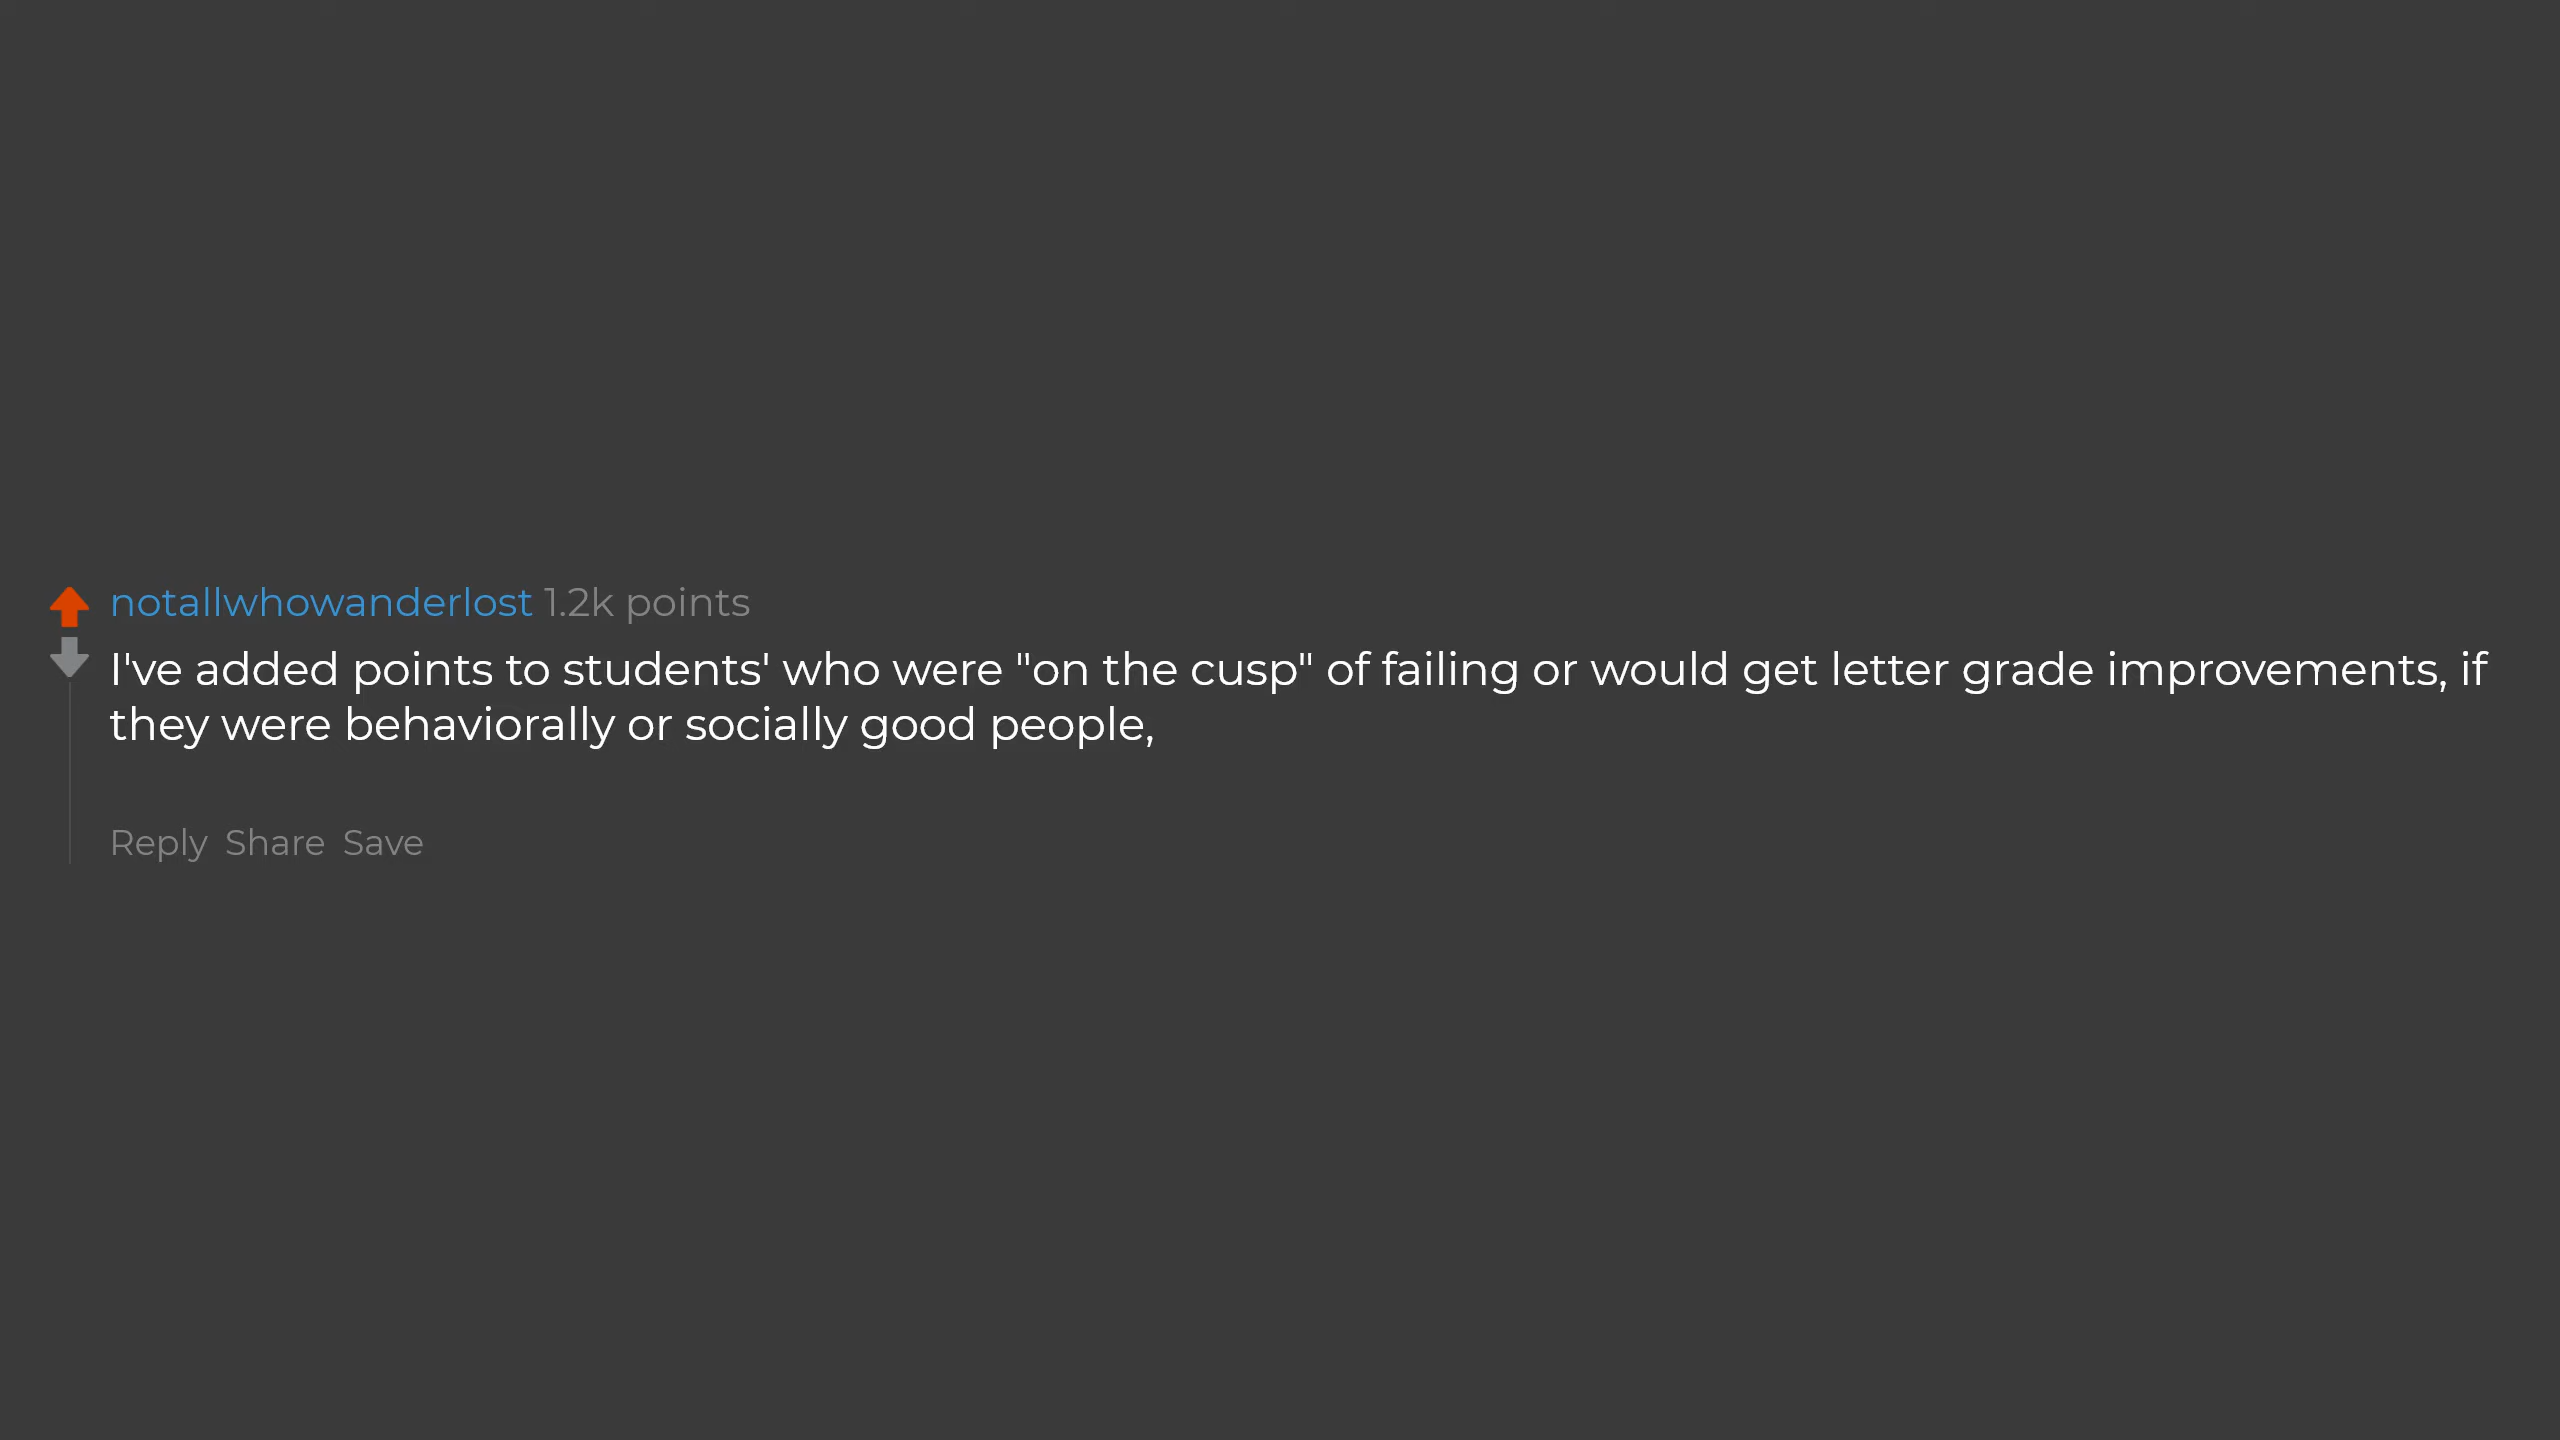 notallwhowanderlost 1.2k points
I've added points to students' who were "on the cusp" of failing or would get letter grade improvements, if
they were behaviorally or socially good people,
Reply Share Save